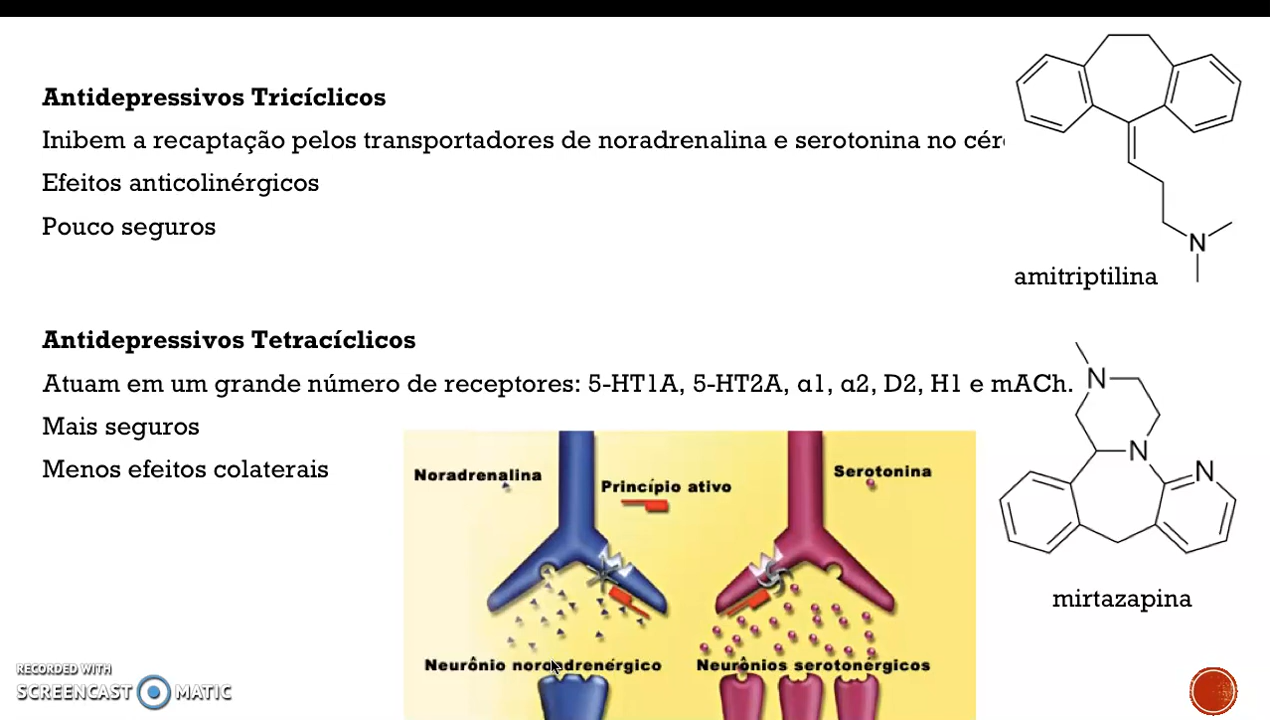 Antidepressivos Tricíclicos
Inibem a recaptação pelos transportadores de noradrenalina e serotonina no
Efeitos anticolinérgicos
Pouco seguros
N
amitriptilina
Antidepressivos Tetracíclicos
Atuam em um grande número de receptores: 5-HT1A, 5-HT2A, α1, α2, D2, H1 e mACh.
Mais seguros
Menos efeitos colaterais
N
N
N
mirtazapina
Noradrenalina
Princípio ativo
Serotonina
Neurônio noradrenérgico
Neurônios serotonérgicos
RECORDED WITH
SCREENCAST MATIC